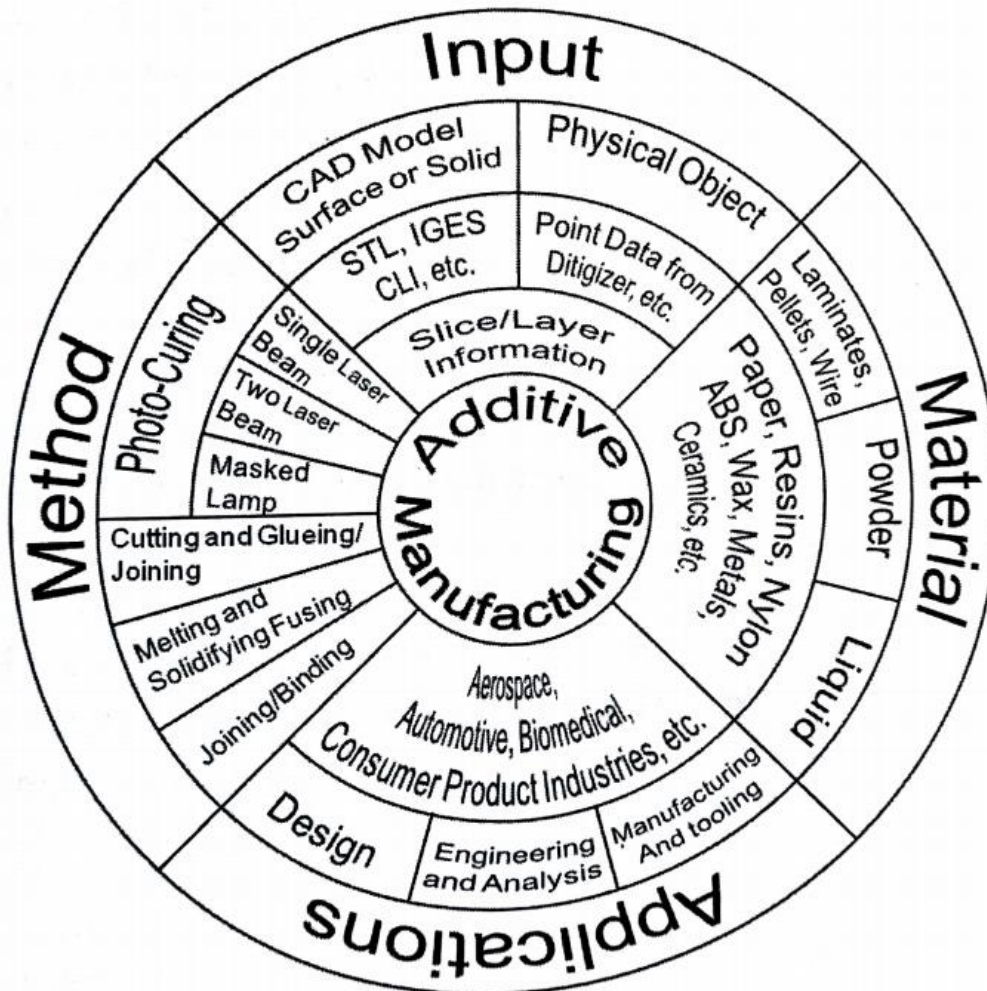 Input
CAD Model
Surface or Solid
Physical Object
STL, IGES
CLI, etc.
Point Data from
Ditigizer, etc.
Slice/Layer
Information
Additive
Manufacturing
Method
Photo-Curing
Single Laser
Beam
Two Laser
Beam
Masked
Lamp
Cutting and Glueing/
Joining
Melting and
Solidifying Fusing
Joining/Binding
Material
Laminates,
Pellets, Wire
Powder
Liquid
Paper, Resins, Nylon
ABS, Wax, Metals,
Ceramics, etc.
Aerospace,
Automotive, Biomedical,
Consumer Product Industries, etc.
Design
Engineering
and Analysis
Manufacturing
And tooling
Applications